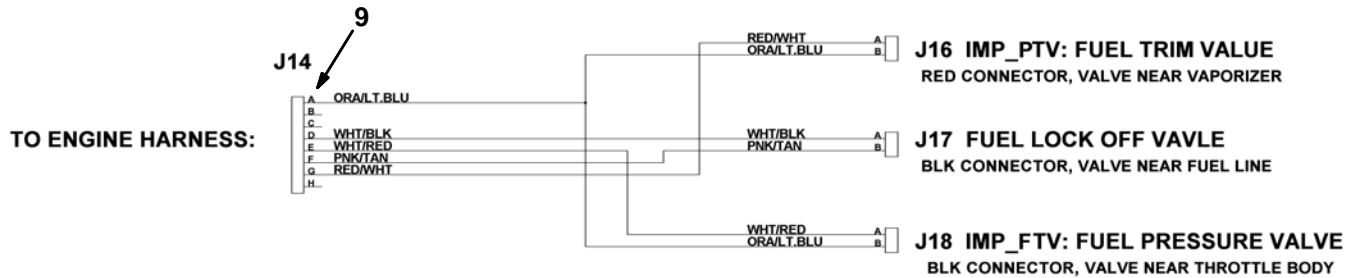 9
J14
TO ENGINE HARNESS:
A ORA/LT.BLU
B
C
D WHT/BLK
E WHT/RED
F PNK/TAN
G RED/WHT
H
RED/WHT A
ORA/LT.BLU B
J16 IMP_PTV: FUEL TRIM VALUE
RED CONNECTOR, VALVE NEAR VAPORIZER
WHT/BLK A
PNK/TAN B
J17 FUEL LOCK OFF VAVLE
BLK CONNECTOR, VALVE NEAR FUEL LINE
WHT/RED A
ORA/LT.BLU B
J18 IMP_FTV: FUEL PRESSURE VALVE
BLK CONNECTOR, VALVE NEAR THROTTLE BODY